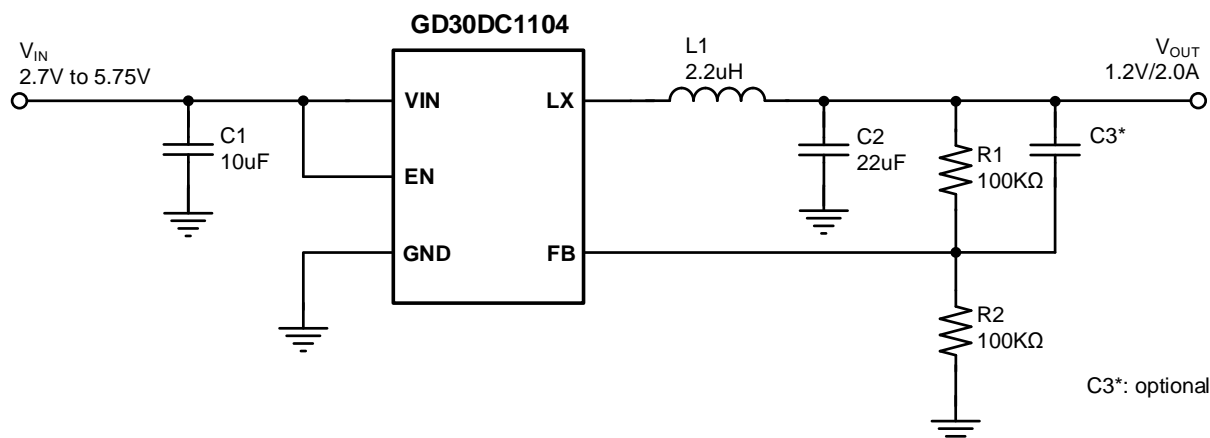 GD30DC1104
VIN
2.7V to 5.75V
L1
2.2uH
VOUT
1.2V/2.0A
VIN
LX
C1
10uF
EN
C2
22uF
R1
100KΩ
C3*
GND
FB
R2
100KΩ
C3*: optional